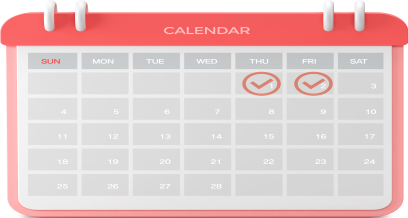 CALENDAR
SUN MON TUE WED THU FRI SAT
1 3
4 5 6 7 8 9 10
11 12 13 14 15 16 17
18 19 20 21 22 23 24
25 26 27 28